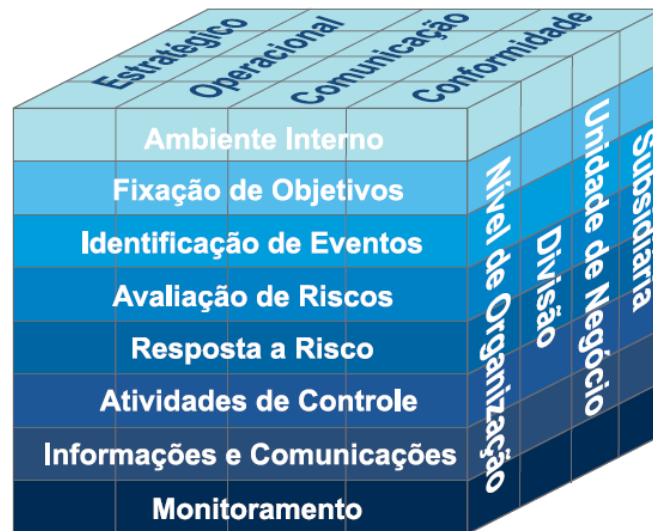 Estratégico
Operacional
Comunicação
Conformidade
Ambiente Interno
Fixação de Objetivos
Identificação de Eventos
Avaliação de Riscos
Resposta a Risco
Atividades de Controle
Informações e Comunicações
Monitoramento
Nível de Organização
Divisão
Unidade de Negócio
Subsidiária